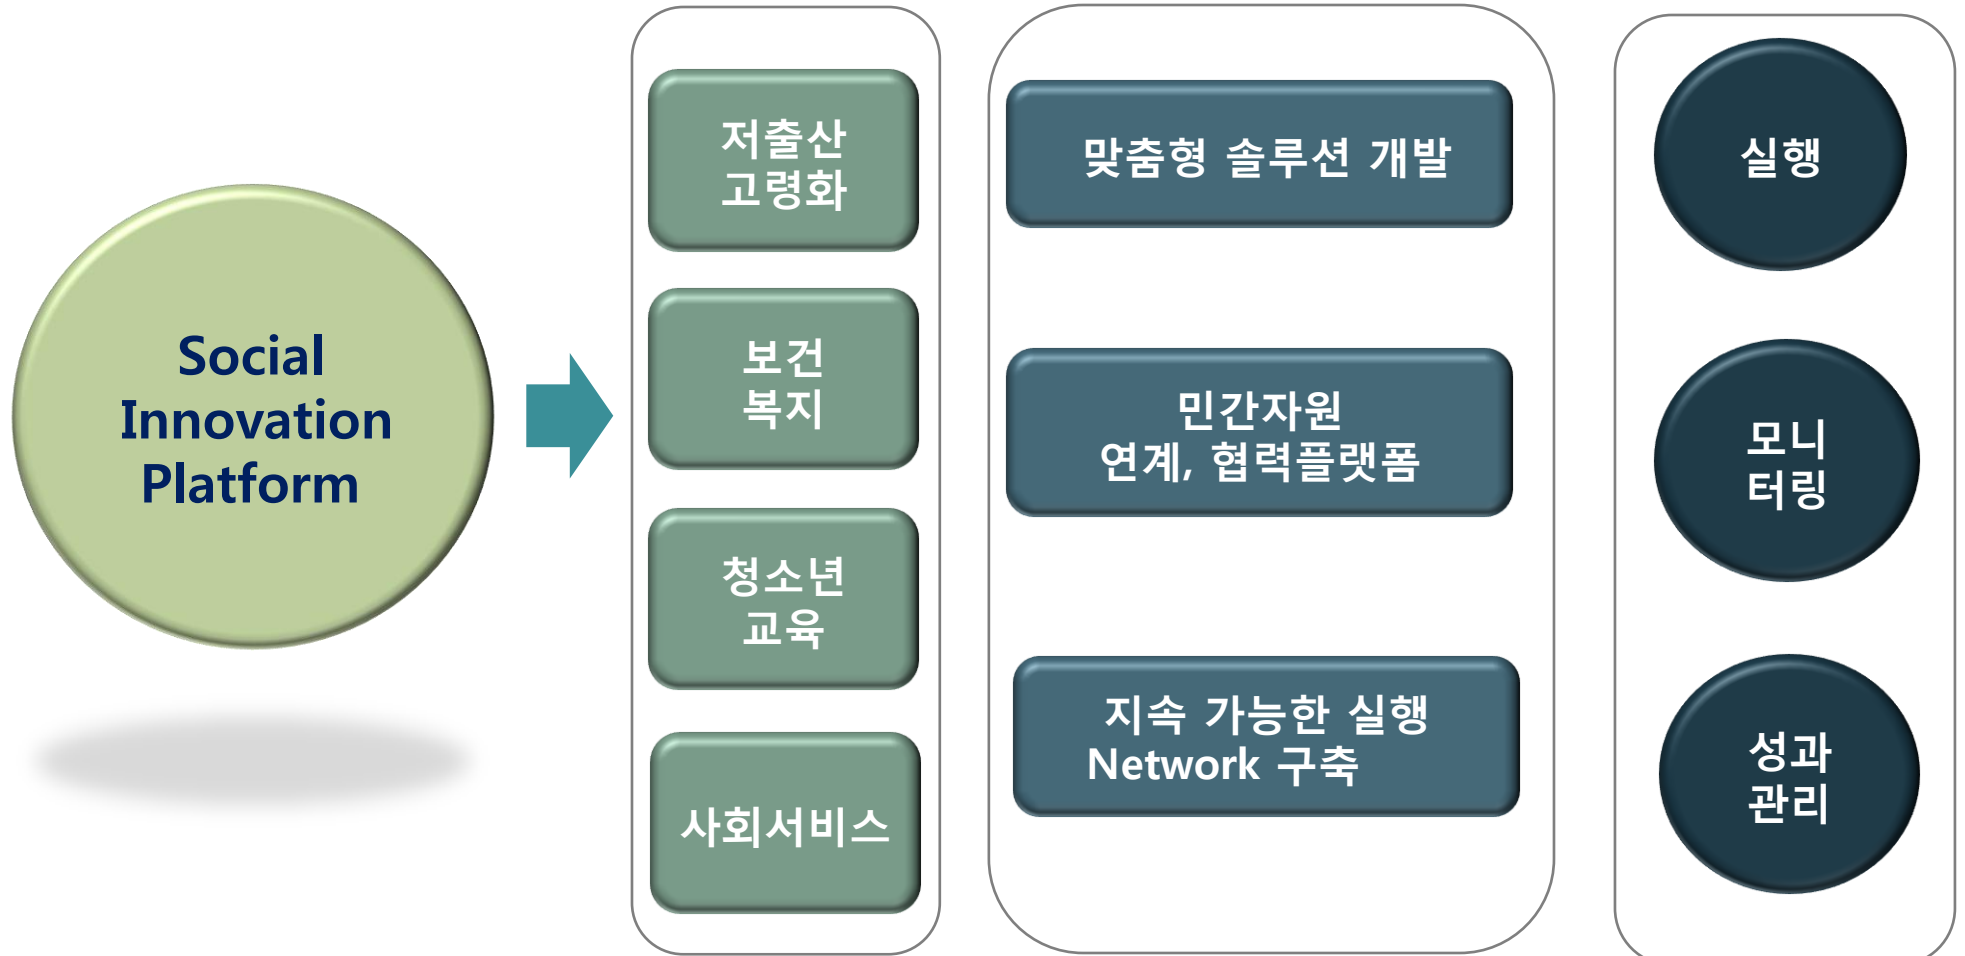 Social
Innovation
Platform
저출산
고령화
보건
복지
청소년
교육
사회서비스
맞춤형 솔루션 개발
민간자원
연계, 협력플랫폼
지속 가능한 실행
Network 구축
실행
모니
터링
성과
관리